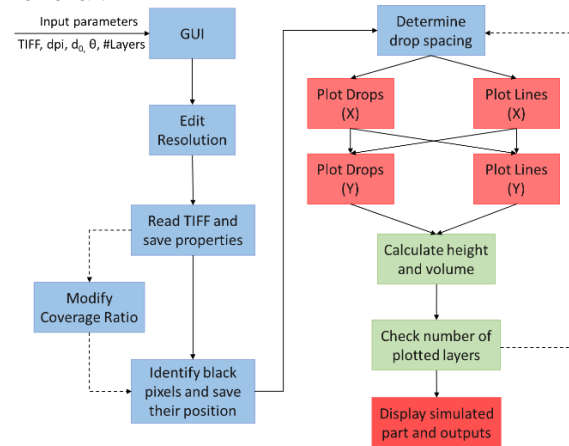 Input parameters
TIFF, dpi, d₀, θ, #Layers
GUI
Edit
Resolution
Read TIFF and
save properties
Modify
Coverage Ratio
Identify black
pixels and save
their position
Determine
drop spacing
Plot Drops
(X)
Plot Lines
(X)
Plot Drops
(Y)
Plot Lines
(Y)
Calculate height
and volume
Check number of
plotted layers
Display simulated
part and outputs